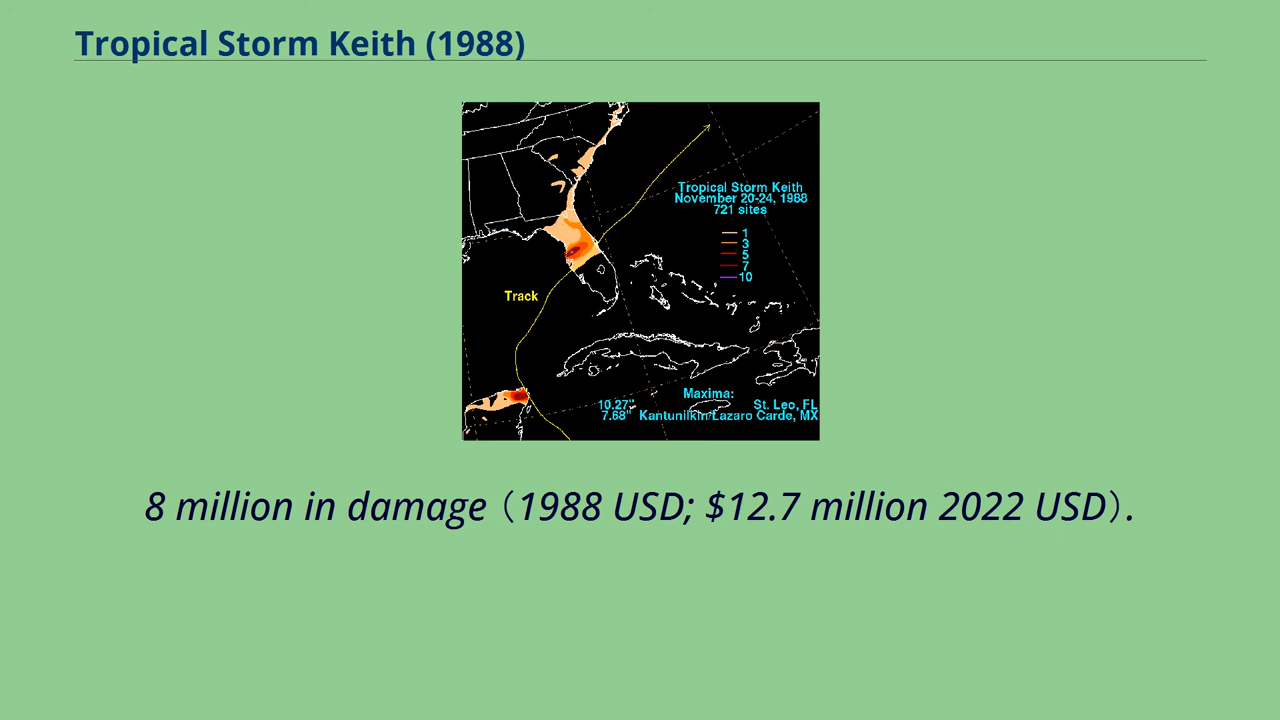 Tropical Storm Keith (1988)
Tropical Storm Keith
November 20-24, 1988
721 sites
1
3
5
7
10
Track
Maxima:
10.27" St. Leo, FL
7.68" Kantunilkin/Lazaro Carde, MX
8 million in damage（1988 USD; $12.7 million 2022 USD）.